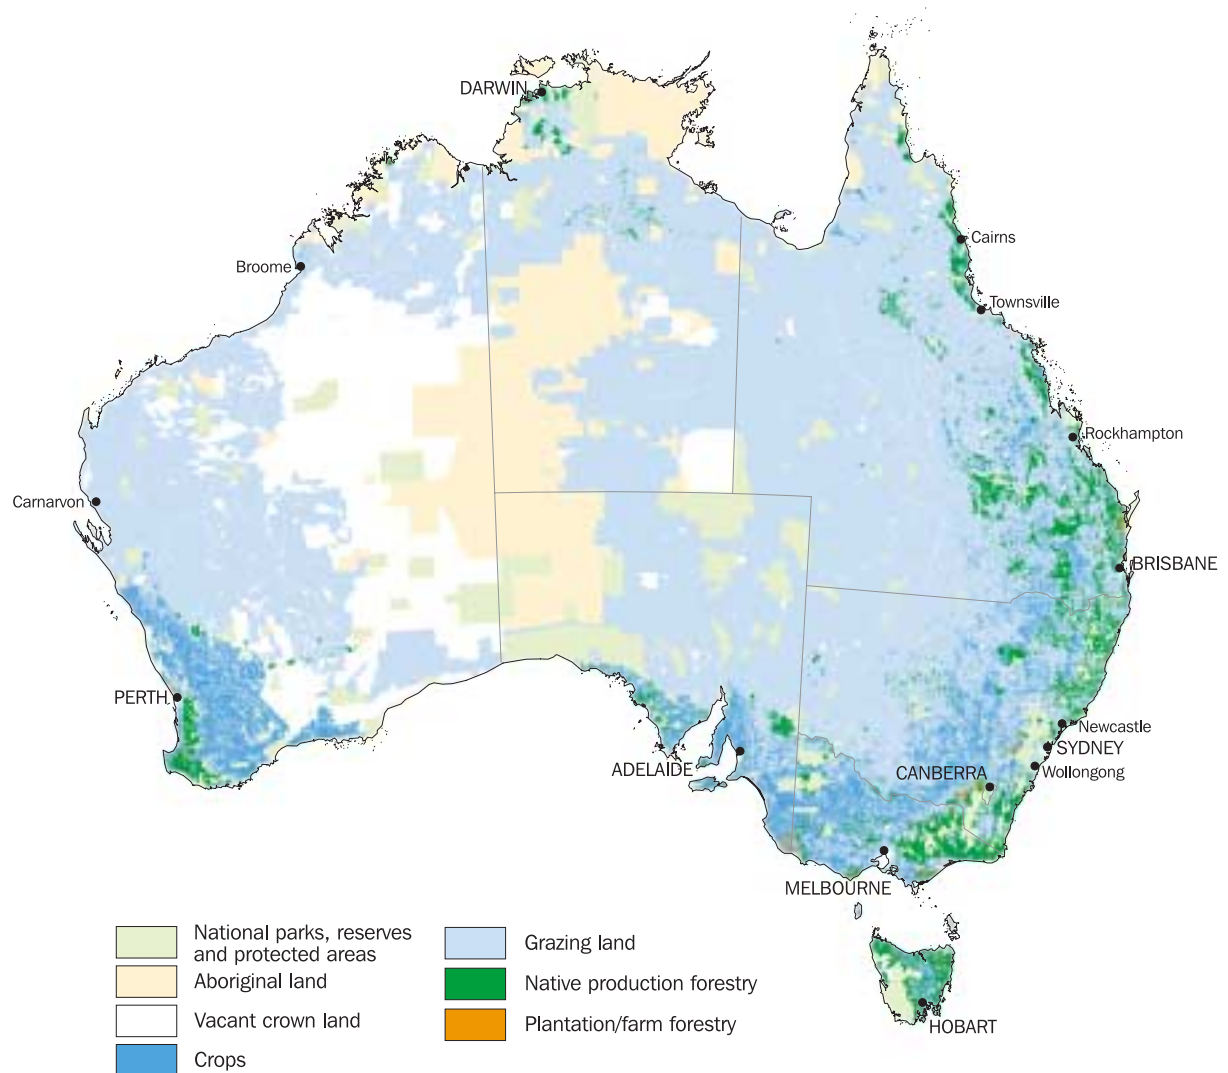 DARWIN
Cairns
Broome
Townsville
Rockhampton
Carnarvon
BRISBANE
PERTH
Newcastle
SYDNEY
ADELAIDE
CANBERRA
Wollongong
MELBOURNE
HOBART
National parks, reserves
and protected areas
Aboriginal land
Vacant crown land
Crops
Grazing land
Native production forestry
Plantation/farm forestry